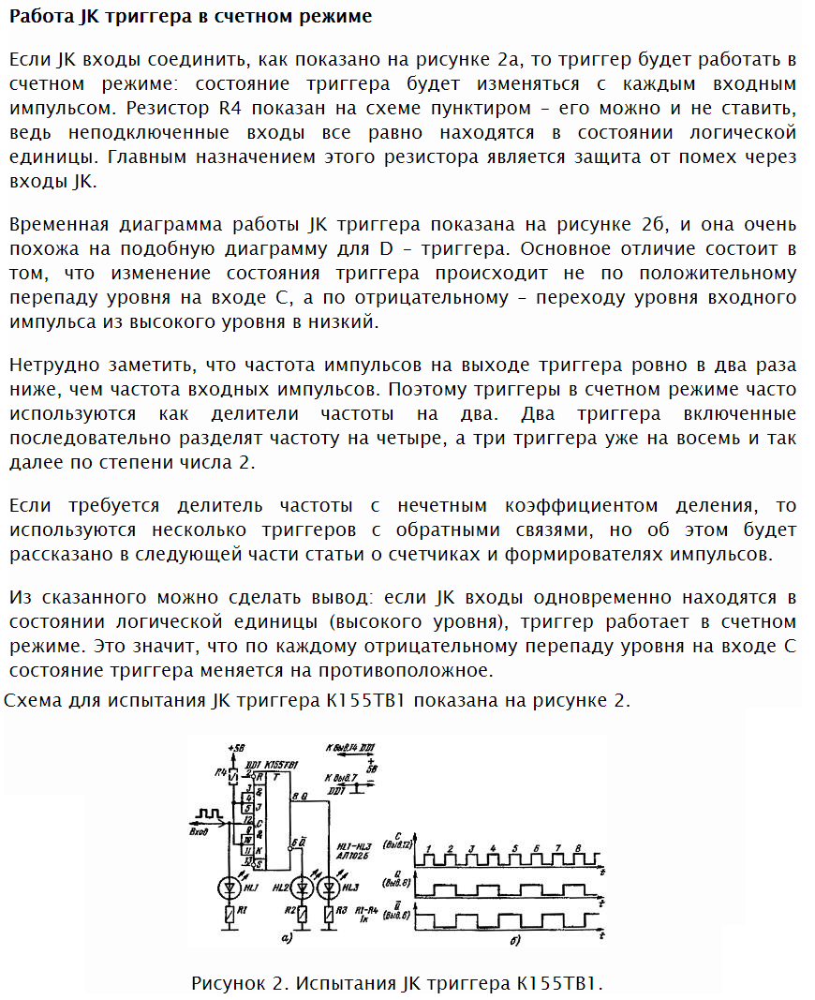 Работа JK триггера в счетном режиме
Если JK входы соединить, как показано на рисунке 2а, то триггер будет работать в
счетном режиме: состояние триггера будет изменяться с каждым входным
импульсом. Резистор R4 показан на схеме пунктиром – его можно и не ставить,
ведь неподключенные входы все равно находятся в состоянии логической
единицы. Главным назначением этого резистора является защита от помех через
входы JK.
Временная диаграмма работы JK триггера показана на рисунке 2б, и она очень
похожа на подобную диаграмму для D – триггера. Основное отличие состоит в
том, что изменение состояния триггера происходит не по положительному
перепаду уровня на входе С, а по отрицательному – переходу уровня входного
импульса из высокого уровня в низкий.
Нетрудно заметить, что частота импульсов на выходе триггера ровно в два раза
ниже, чем частота входных импульсов. Поэтому триггеры в счетном режиме часто
используются как делители частоты на два. Два триггера включенные
последовательно разделят частоту на четыре, а три триггера уже на восемь и так
далее по степени числа 2.
Если требуется делитель частоты с нечетным коэффициентом деления, то
используются несколько триггеров с обратными связями, но об этом будет
рассказано в следующей части статьи о счетчиках и формирователях импульсов.
Из сказанного можно сделать вывод: если JK входы одновременно находятся в
состоянии логической единицы (высокого уровня), триггер работает в счетном
режиме. Это значит, что по каждому отрицательному перепаду уровня на входе С
состояние триггера меняется на противоположное.
Схема для испытания JK триггера К155ТВ1 показана на рисунке 2.
+5В
DD1 К155ТВ1
К выв.14 DD1
+
5В
–
К выв.7
DD1
R4
2 R T
3 &
4
5 J
12 C
9 &
10
11 K
13 S
8 Q
6 Q̅
Вход
HL1–HL3
АЛ102Б
HL1
HL2
HL3
R1
R2
R3
R1–R4
1к
а)
C
(Выв.12)
1 2 3 4 5 6 7 8
t
Q
(Выв.8)
t
Q̅
(Выв.6)
t
б)
Рисунок 2. Испытания JK триггера К155ТВ1.